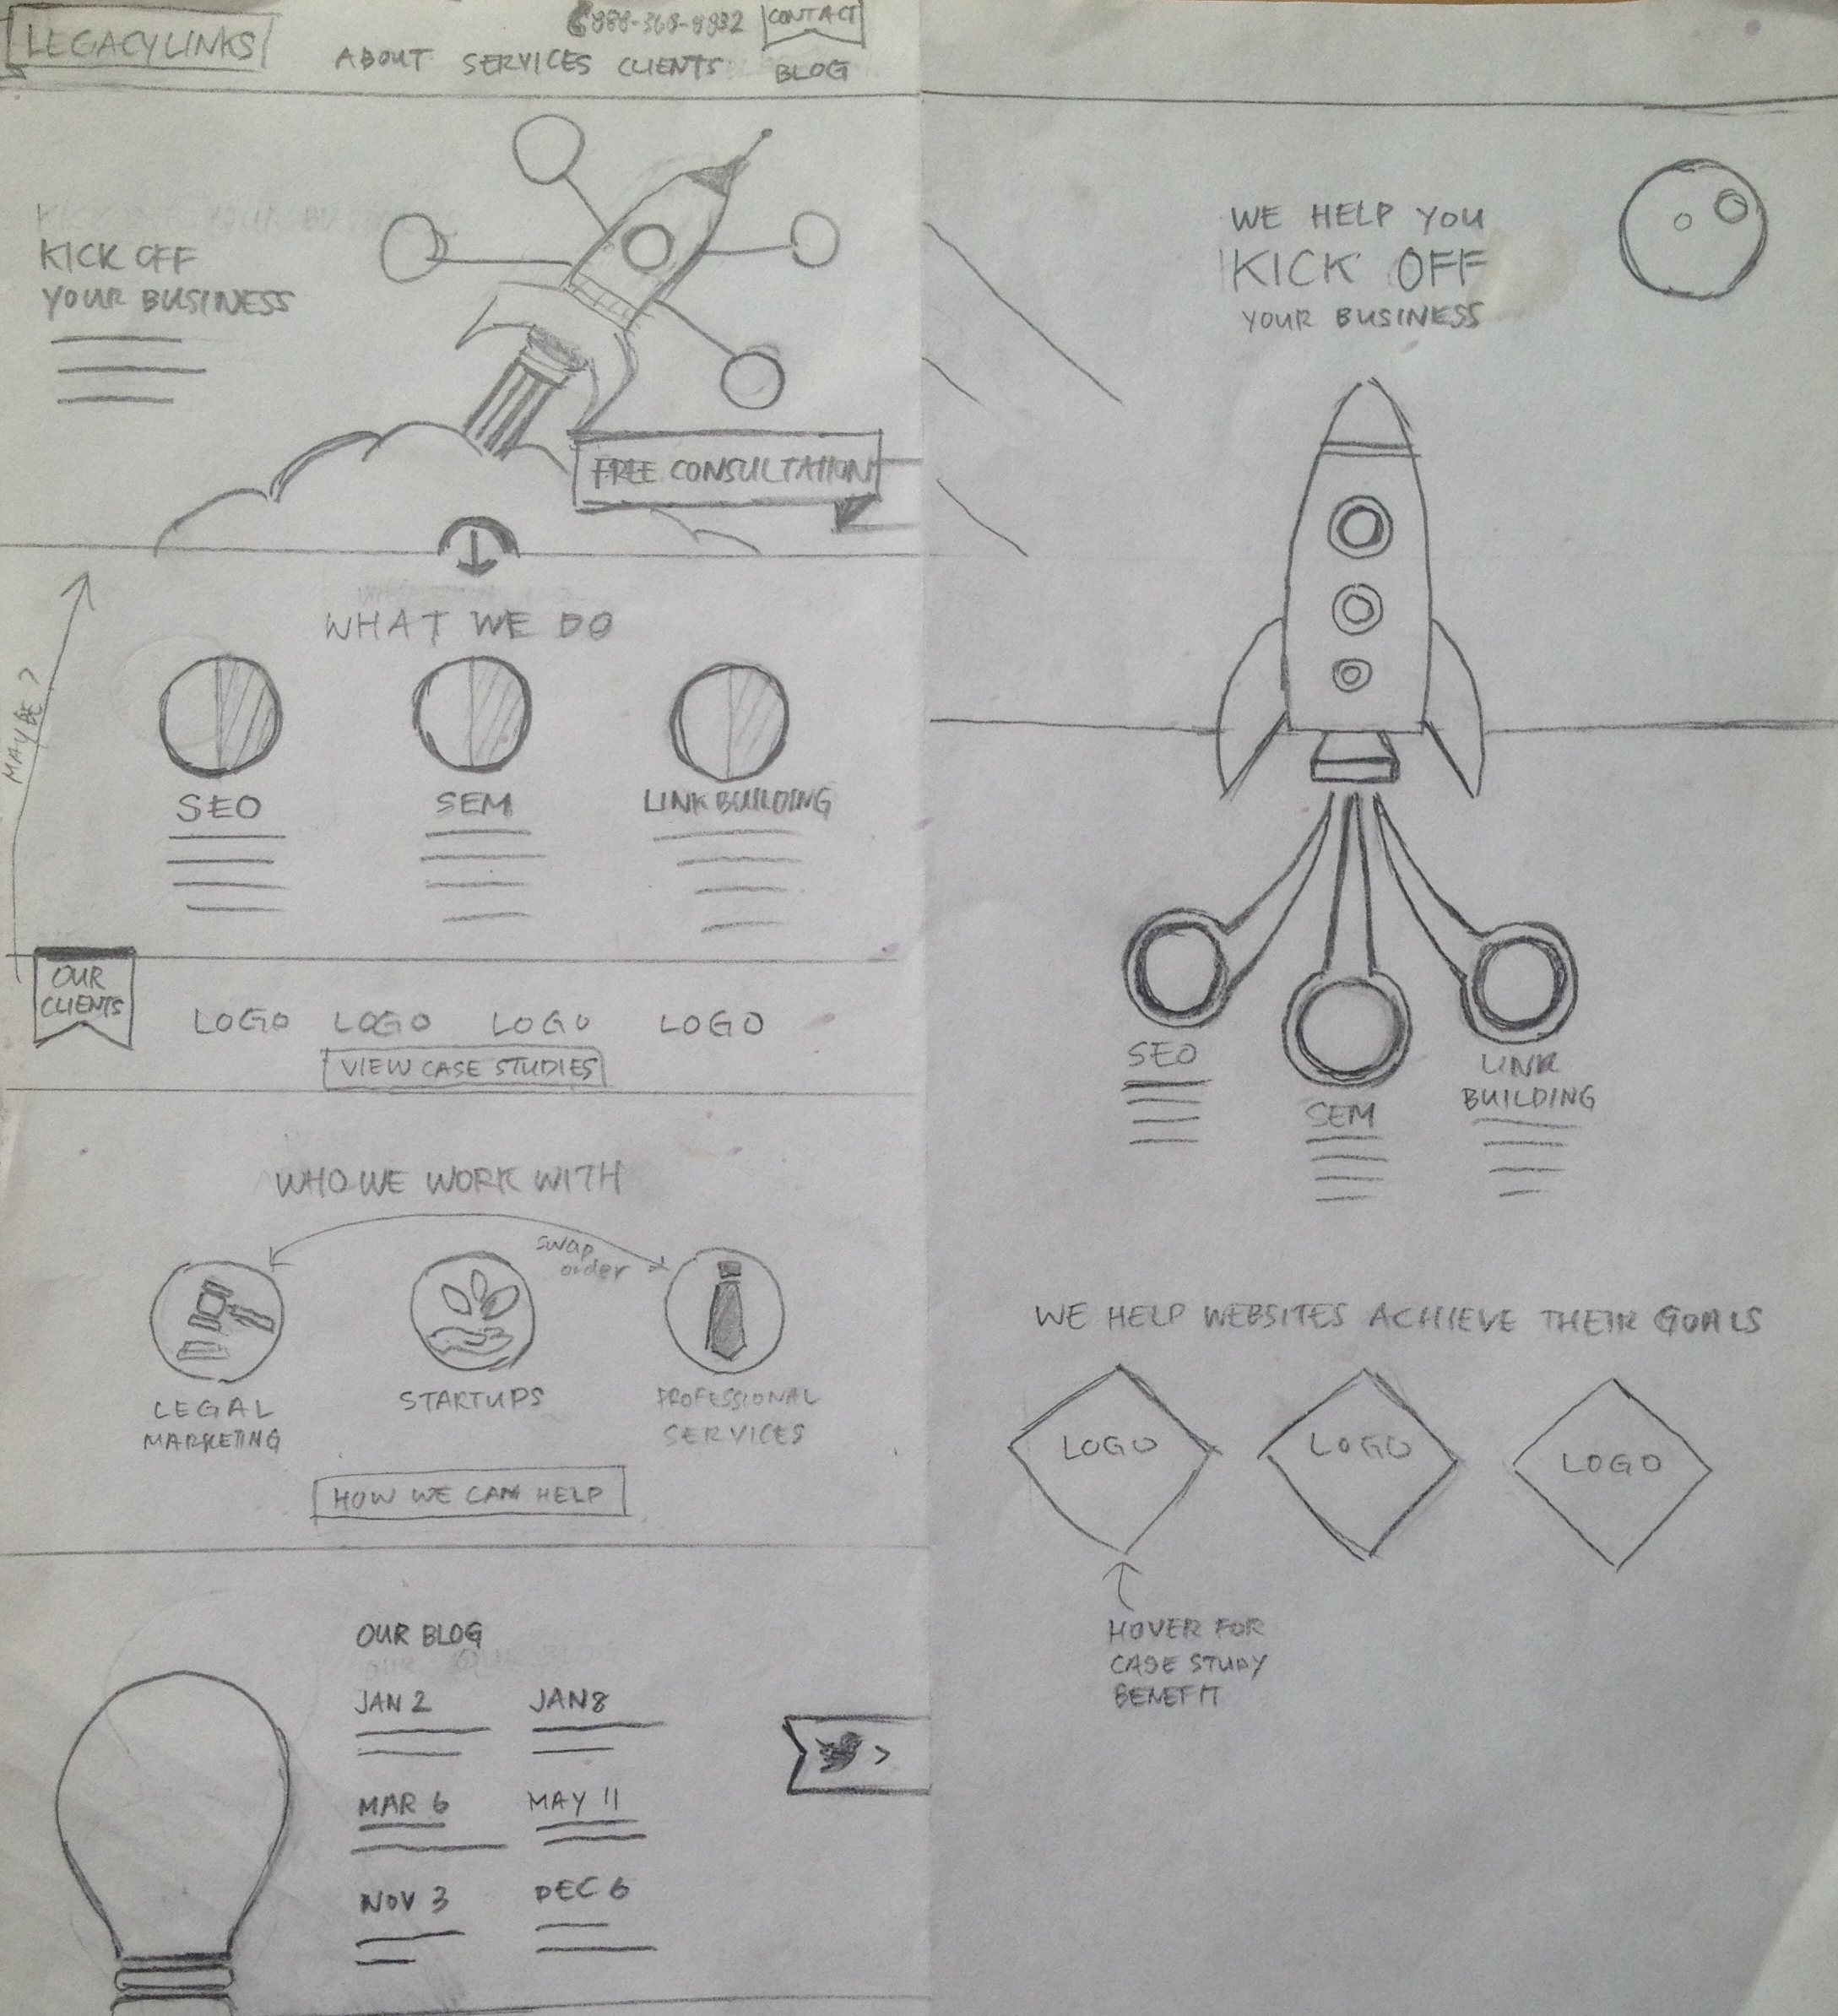 LEGACY LINKS
CONTACT
ABOUT SERVICES CLIENTS BLOG
KICK OFF
YOUR BUSINESS
FREE CONSULTATION
WHAT WE DO
MAYBE?
SEO SEM LINK BUILDING
OUR
CLIENTS
LOGO LOGO LOGO LOGO
VIEW CASE STUDIES
WHO WE WORK WITH
swap
order
LEGAL
MARKETING
STARTUPS
PROFESSIONAL
SERVICES
HOW WE CAN HELP
OUR BLOG
JAN 2 JAN 8
MAR 6 MAY 11
NOV 3 DEC 6
>
WE HELP YOU
KICK OFF
YOUR BUSINESS
SEO
SEM
LINK
BUILDING
WE HELP WEBSITES ACHIEVE THEIR GOALS
LOGO LOGO LOGO
HOVER FOR
CASE STUDY
BENEFIT